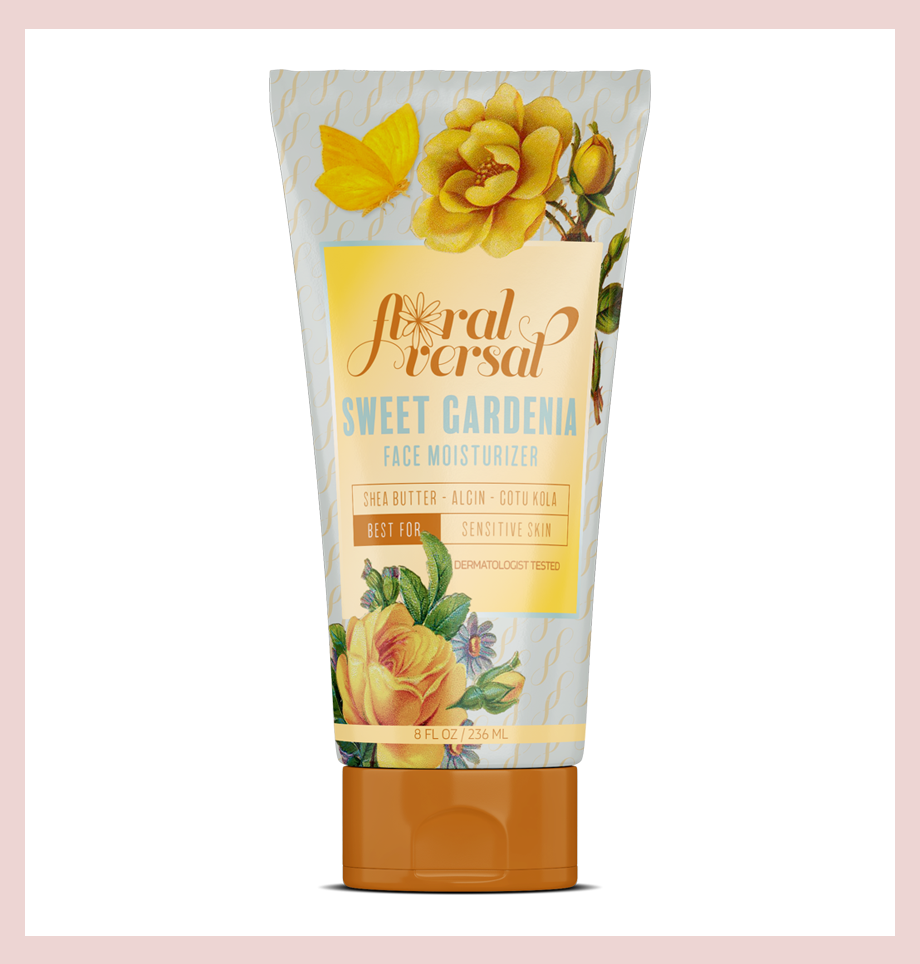 floral
versal
SWEET GARDENIA
FACE MOISTURIZER
SHEA BUTTER - ALGIN - GOTU KOLA
BEST FOR SENSITIVE SKIN
DERMATOLOGIST TESTED
8 FL OZ / 236 ML